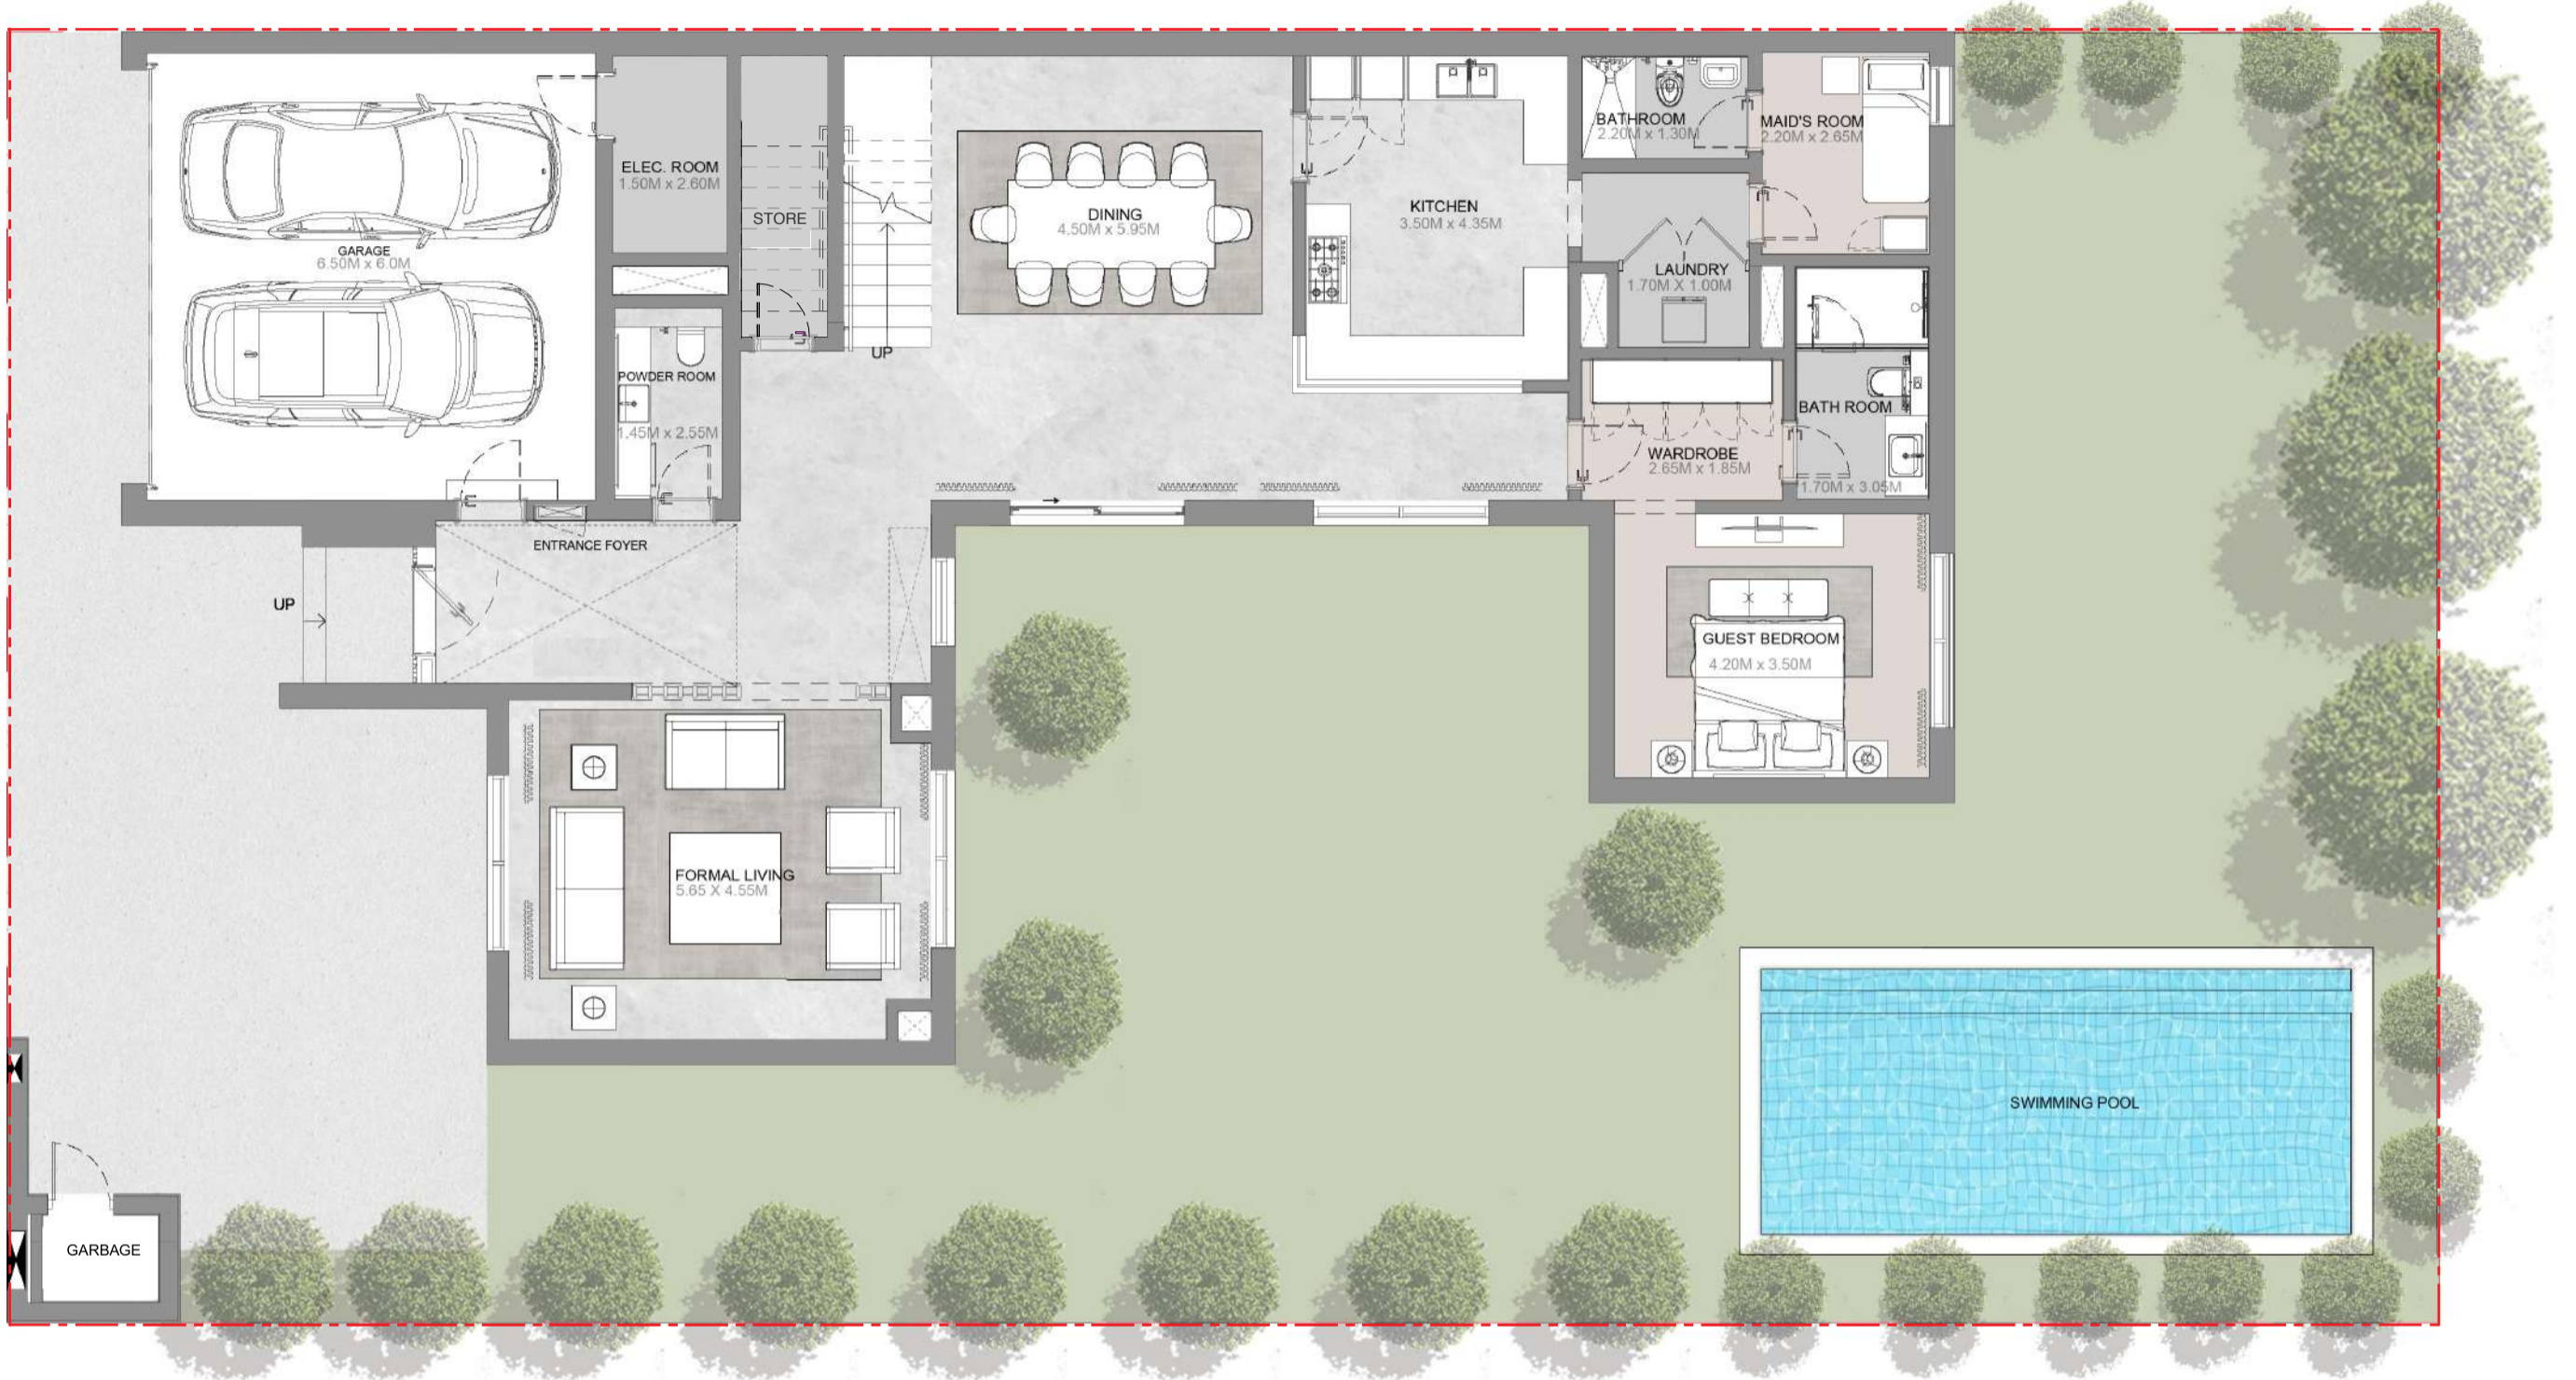 GARAGE
6.50M x 6.0M
ELEC. ROOM
1.50M x 2.60M
STORE
UP
POWDER ROOM
1.45M x 2.55M
DINING
4.50M x 5.95M
KITCHEN
3.50M x 4.35M
BATHROOM
2.20M x 1.30M
MAID'S ROOM
2.20M x 2.65M
LAUNDRY
1.70M X 1.00M
BATH ROOM
1.70M x 3.05M
WARDROBE
2.65M x 1.85M
ENTRANCE FOYER
UP
GUEST BEDROOM
4.20M x 3.50M
FORMAL LIVING
5.65 X 4.55M
SWIMMING POOL
GARBAGE